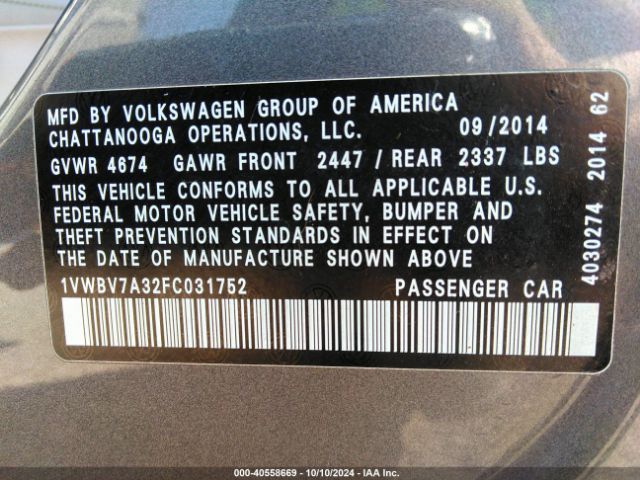 MFD BY VOLKSWAGEN GROUP OF AMERICA
CHATTANOOGA OPERATIONS, LLC. 09/2014
GVWR 4674 GAWR FRONT 2447 / REAR 2337 LBS
THIS VEHICLE CONFORMS TO ALL APPLICABLE U.S.
FEDERAL MOTOR VEHICLE SAFETY, BUMPER AND
THEFT PREVENTION STANDARDS IN EFFECT ON
THE DATE OF MANUFACTURE SHOWN ABOVE
1VWBV7A32FC031752 PASSENGER CAR
4030274 2014 62
000-40558669 | 10/10/2024 - IAA Inc.